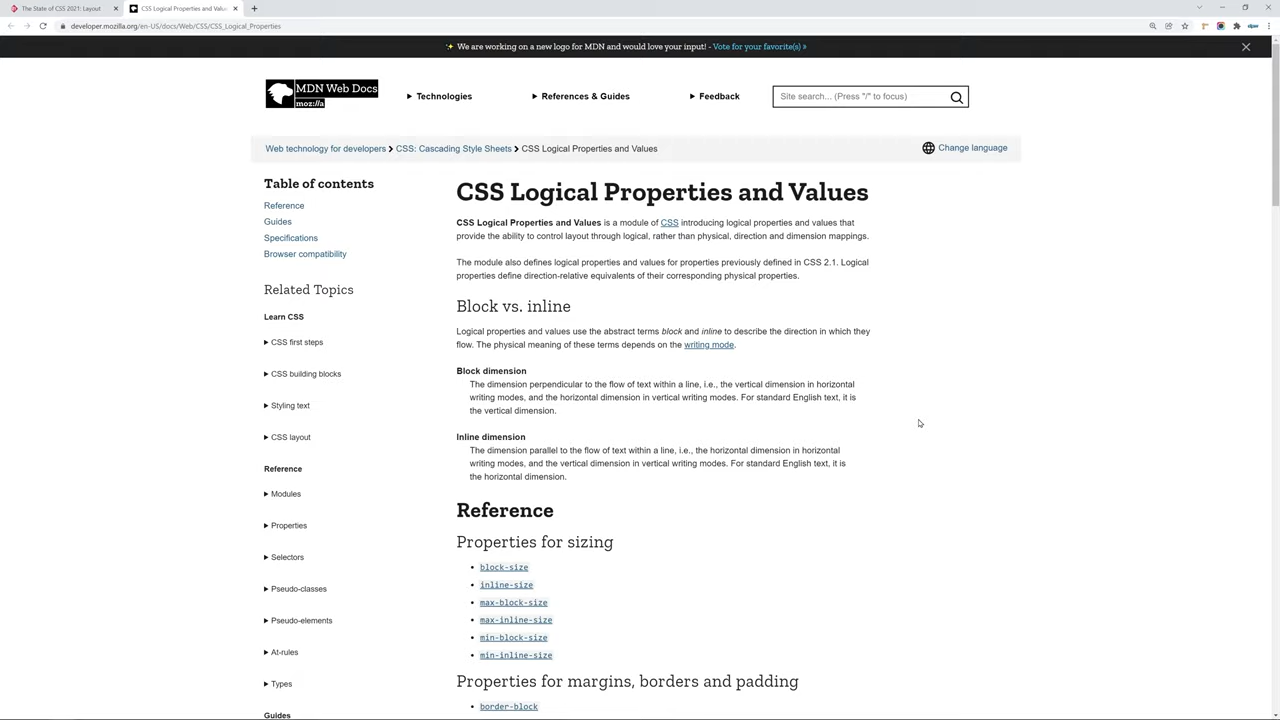 The State of CSS 2021: Layout
CSS Logical Properties and Valu
developer.mozilla.org/en-US/docs/Web/CSS/CSS_Logical_Properties
✨ We are working on a new logo for MDN and would love your input! - Vote for your favorite(s) »
MDN Web Docs
moz://a
Technologies
References & Guides
Feedback
Site search... (Press "/" to focus)
Web technology for developers
CSS: Cascading Style Sheets
CSS Logical Properties and Values
Change language
Table of contents
Reference
Guides
Specifications
Browser compatibility
Related Topics
Learn CSS
CSS first steps
CSS building blocks
Styling text
CSS layout
Reference
Modules
Properties
Selectors
Pseudo-classes
Pseudo-elements
At-rules
Types
Guides
CSS Logical Properties and Values
CSS Logical Properties and Values is a module of CSS introducing logical properties and values that
provide the ability to control layout through logical, rather than physical, direction and dimension mappings.
The module also defines logical properties and values for properties previously defined in CSS 2.1. Logical
properties define direction-relative equivalents of their corresponding physical properties.
Block vs. inline
Logical properties and values use the abstract terms block and inline to describe the direction in which they
flow. The physical meaning of these terms depends on the writing mode.
Block dimension
The dimension perpendicular to the flow of text within a line, i.e., the vertical dimension in horizontal
writing modes, and the horizontal dimension in vertical writing modes. For standard English text, it is
the vertical dimension.
Inline dimension
The dimension parallel to the flow of text within a line, i.e., the horizontal dimension in horizontal
writing modes, and the vertical dimension in vertical writing modes. For standard English text, it is
the horizontal dimension.
Reference
Properties for sizing
block-size
inline-size
max-block-size
max-inline-size
min-block-size
min-inline-size
Properties for margins, borders and padding
border-block